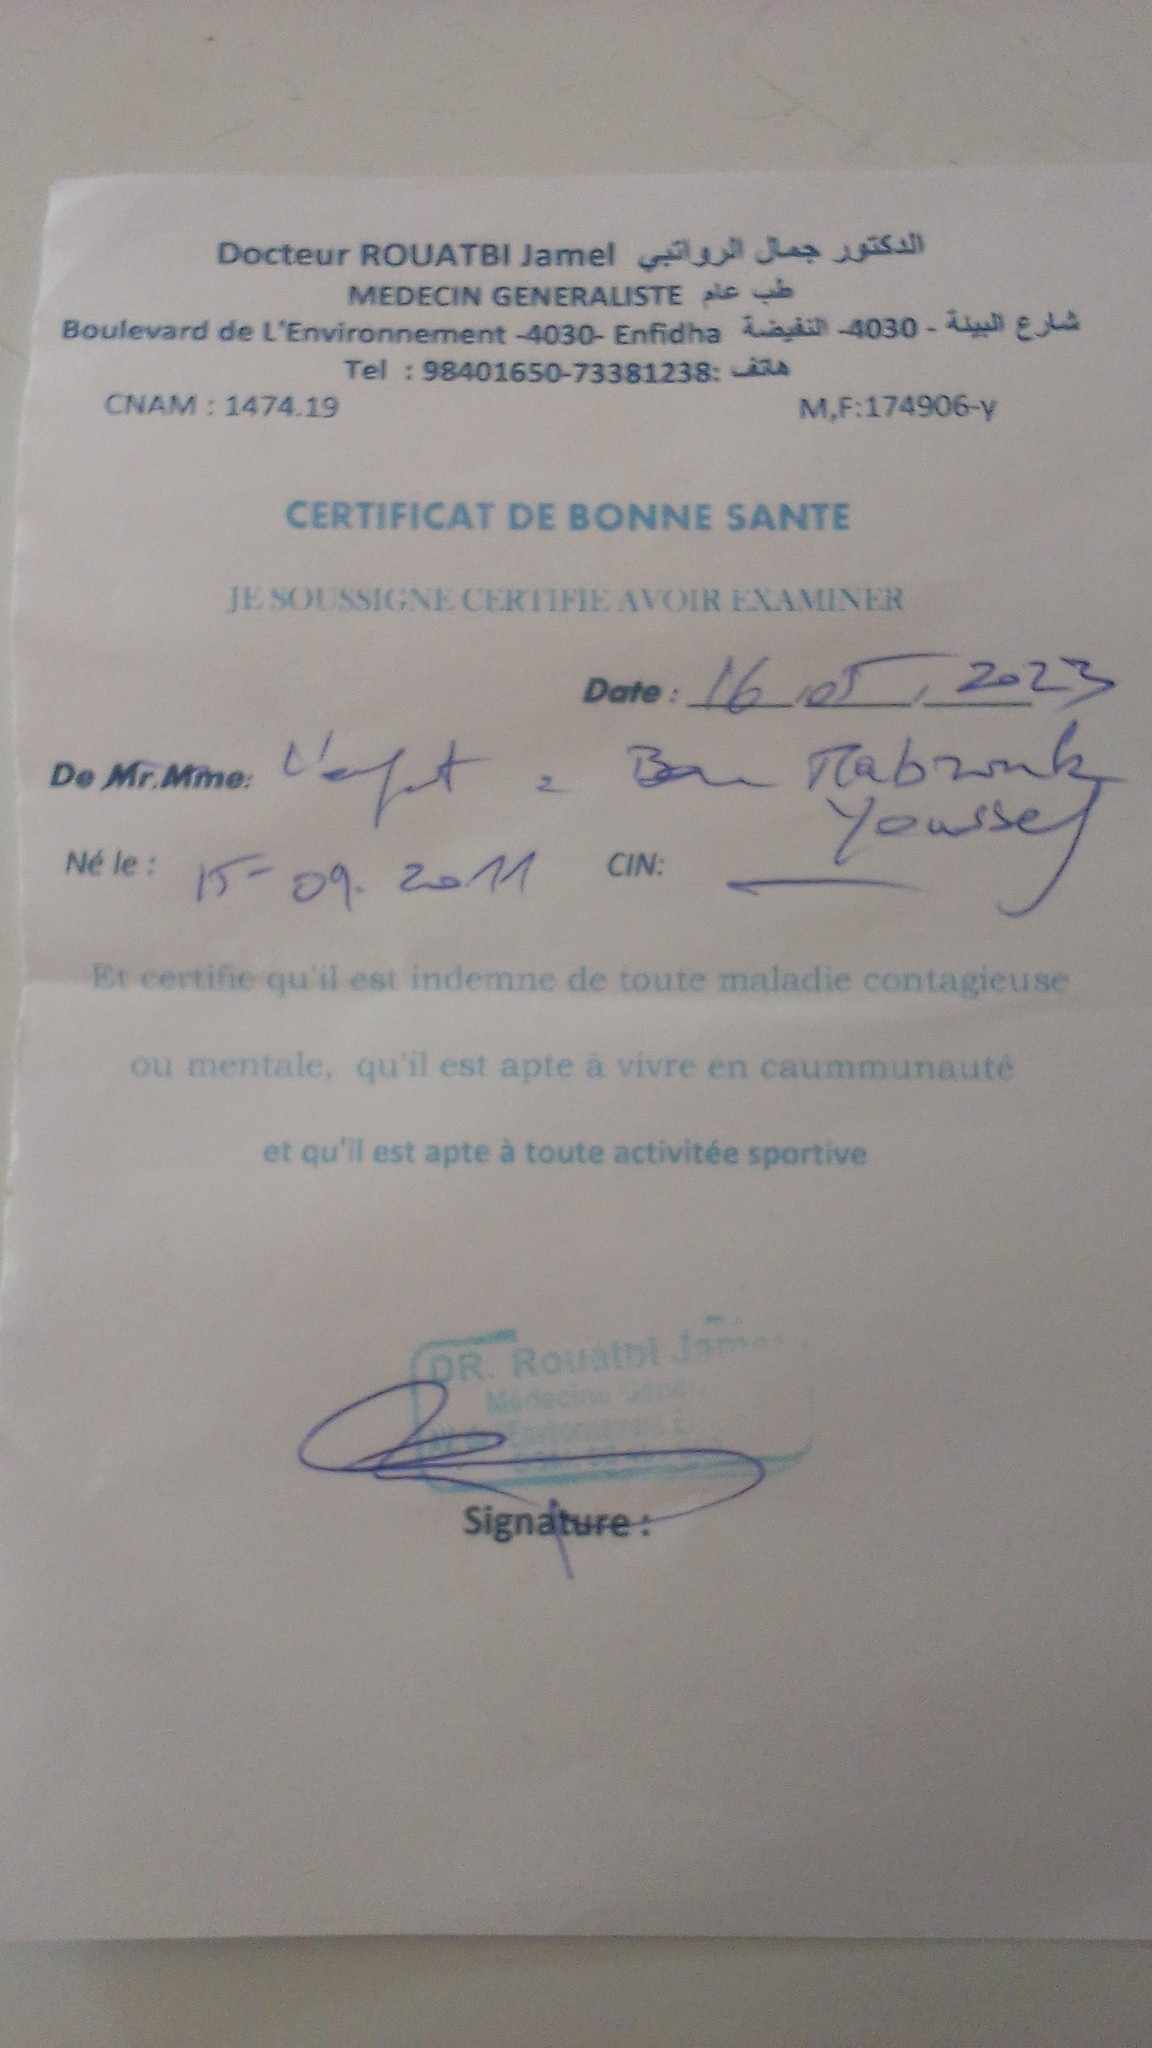 Docteur ROUATBI Jamel الدكتور جمال الرواتبي
MEDECIN GENERALISTE طب عام
Boulevard de L'Environnement -4030- Enfidha شارع البيئة - 4030- النفيضة
Tel : 98401650-73381238: هاتف
CNAM : 1474.19 M,F:174906-y
CERTIFICAT DE BONNE SANTE
JE SOUSSIGNE CERTIFIE AVOIR EXAMINER
Date : 16.05.2023
De Mr.Mme: L'enfant : Ben Mabrouk
Youssef
Né le : 15-09.2011 CIN:
Et certifie qu'il est indemne de toute maladie contagieuse
ou mentale, qu'il est apte à vivre en caummunauté
et qu'il est apte à toute activitée sportive
DR. Rouatbi Jamel
Médecine
Signature :